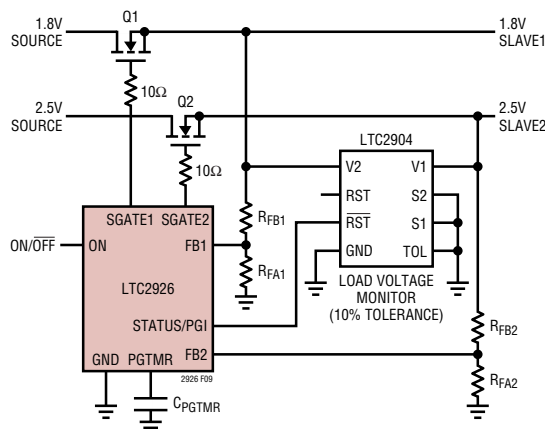 1.8V
SOURCE
Q1
1.8V
SLAVE1
10Ω
2.5V
SOURCE
Q2
2.5V
SLAVE2
10Ω
LTC2904
V2
V1
RST
S2
R̅S̅T̅
S1
GND
TOL
LOAD VOLTAGE
MONITOR
(10% TOLERANCE)
SGATE1
SGATE2
RFB1
ON/O̅F̅F̅
ON
FB1
LTC2926
RFA1
STATUS/PGI
FB2
RFB2
GND
PGTMR
2926 F09
RFA2
CPGTMR